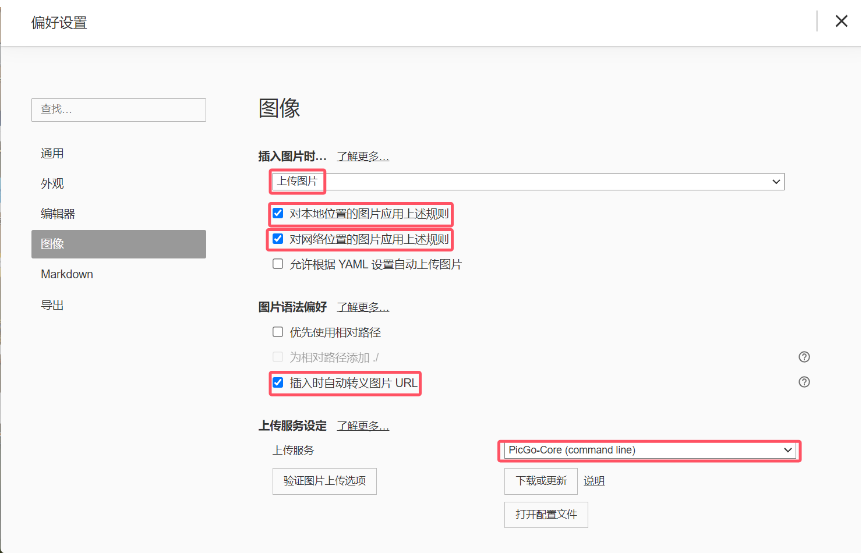 偏好设置
查找...
通用
外观
编辑器
图像
Markdown
导出
图像
插入图片时... 了解更多...
上传图片
对本地位置的图片应用上述规则
对网络位置的图片应用上述规则
允许根据 YAML 设置自动上传图片
图片语法偏好 了解更多...
优先使用相对路径
为相对路径添加 ./
插入时自动转义图片 URL
上传服务设定 了解更多...
上传服务 PicGo-Core (command line)
验证图片上传选项 下载或更新 说明
打开配置文件